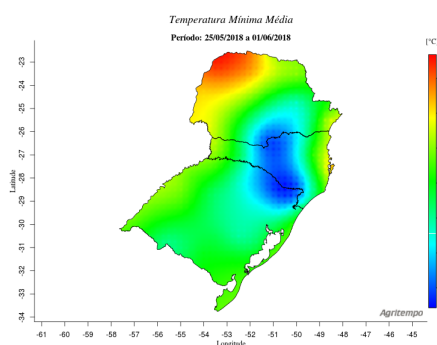 Temperatura Mínima Média
Período: 25/05/2018 a 01/06/2018
[°C
-23
-24
-25
-26
-27
-28
-29
-30
-31
-32
-33
-34
Latitude
Agritempo
-61 -60 -59 -58 -57 -56 -55 -54 -53 -52 -51 -50 -49 -48 -47 -46 -45
Longitude